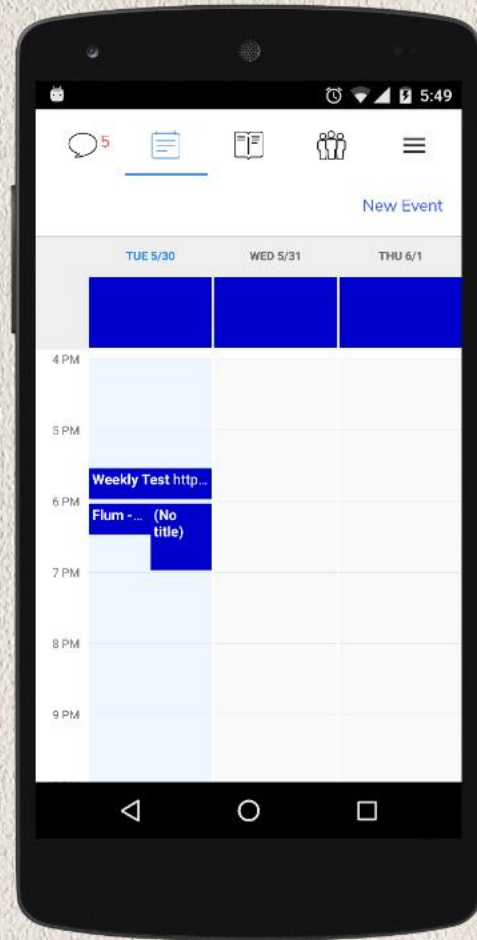 5:49
5
New Event
TUE 5/30 WED 5/31 THU 6/1
4 PM
5 PM
Weekly Test http...
6 PM
Flum -... (No
title)
7 PM
8 PM
9 PM